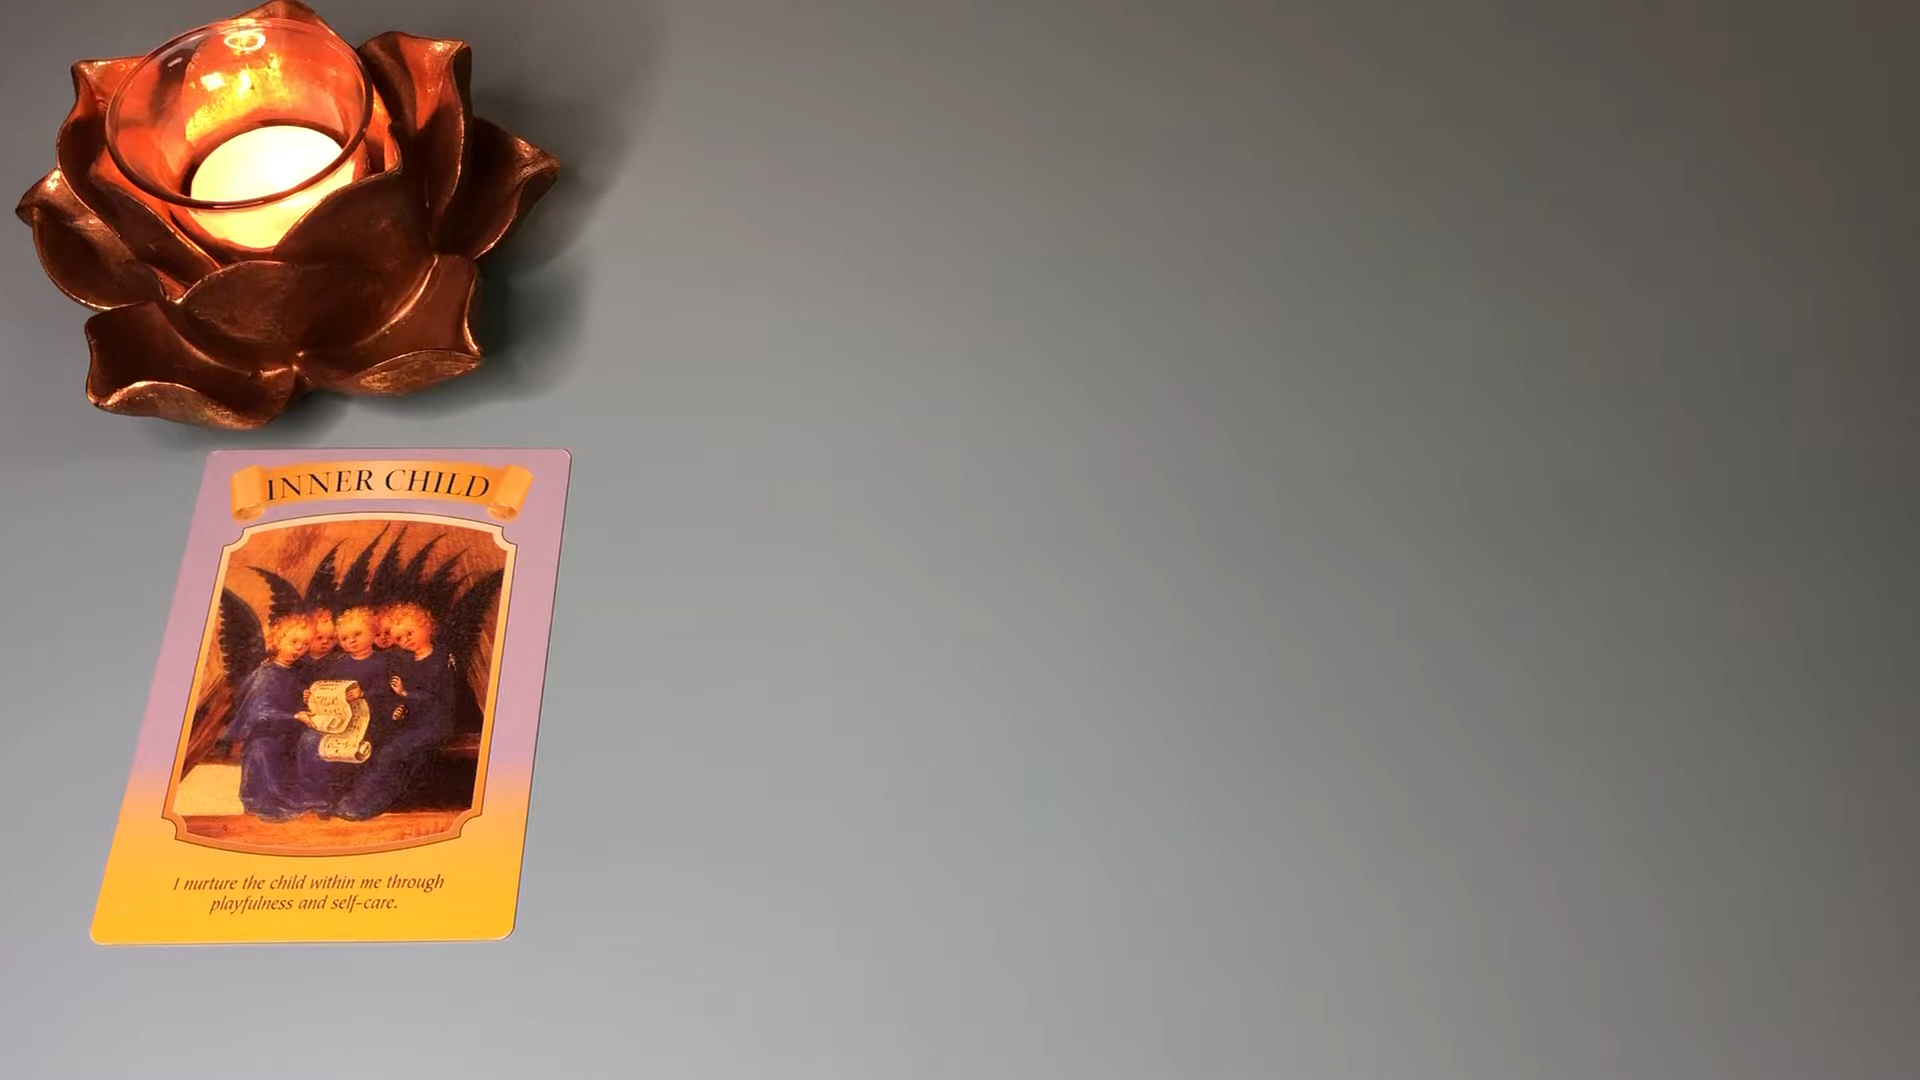 INNER CHILD
I nurture the child within me through
playfulness and self-care.